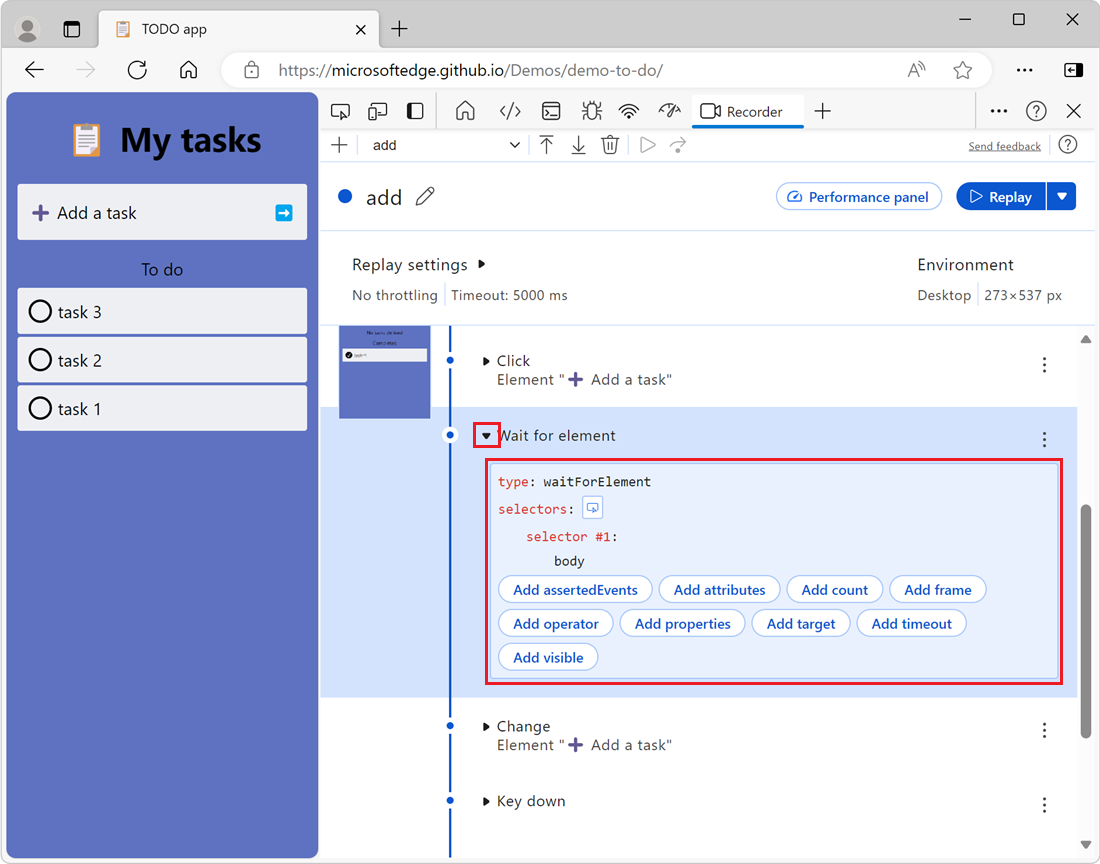 TODO app
https://microsoftedge.github.io/Demos/demo-to-do/
My tasks
Add a task
To do
task 3
task 2
task 1
Recorder
add
Send feedback
add
Performance panel
Replay
Replay settings
Environment
No throttling
Timeout: 5000 ms
Desktop
273×537 px
Click
Element "➕ Add a task"
Wait for element
type: waitForElement
selectors:
selector #1:
body
Add assertedEvents
Add attributes
Add count
Add frame
Add operator
Add properties
Add target
Add timeout
Add visible
Change
Element "➕ Add a task"
Key down